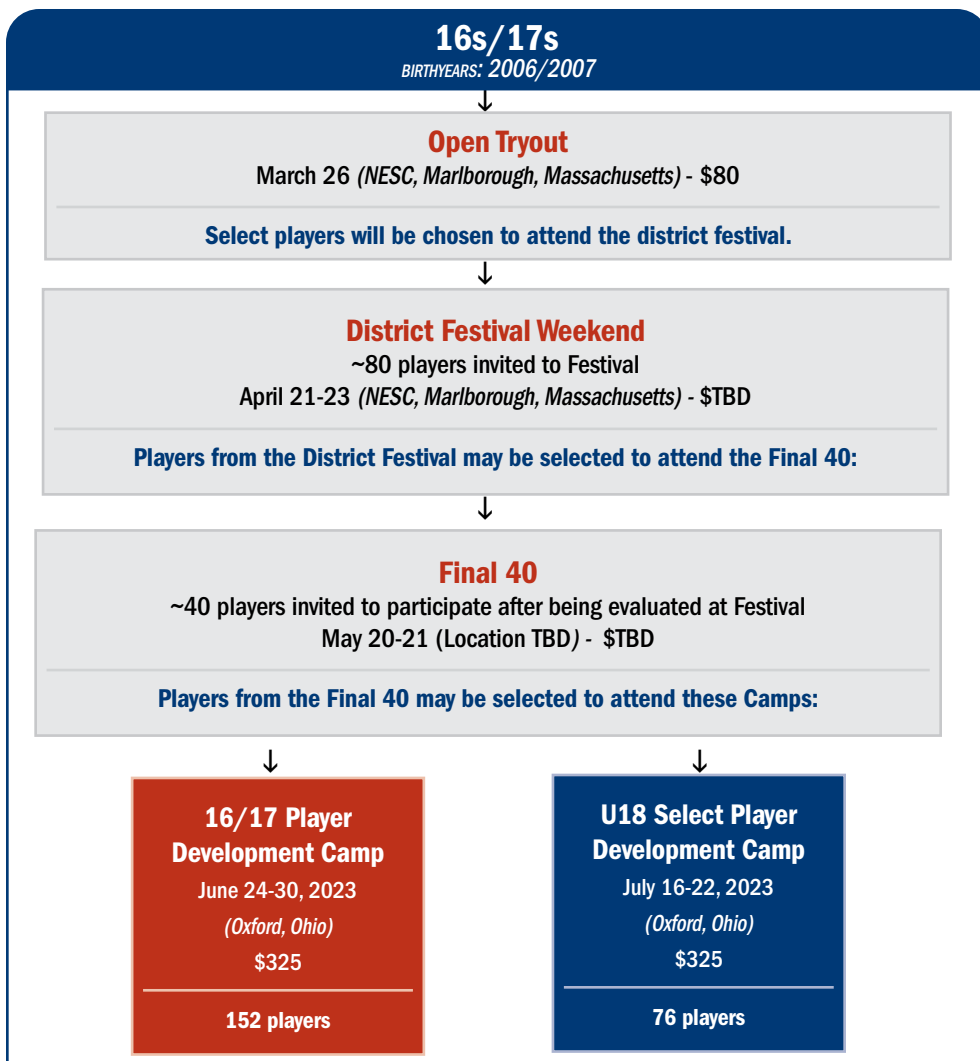 16s/17s
BIRTHYEARS: 2006/2007
↓
Open Tryout
March 26 (NESC, Marlborough, Massachusetts) - $80
Select players will be chosen to attend the district festival.
↓
District Festival Weekend
~80 players invited to Festival
April 21-23 (NESC, Marlborough, Massachusetts) - $TBD
Players from the District Festival may be selected to attend the Final 40:
↓
Final 40
~40 players invited to participate after being evaluated at Festival
May 20-21 (Location TBD) - $TBD
Players from the Final 40 may be selected to attend these Camps:
↓
16/17 Player
Development Camp
June 24-30, 2023
(Oxford, Ohio)
$325
152 players
↓
U18 Select Player
Development Camp
July 16-22, 2023
(Oxford, Ohio)
$325
76 players